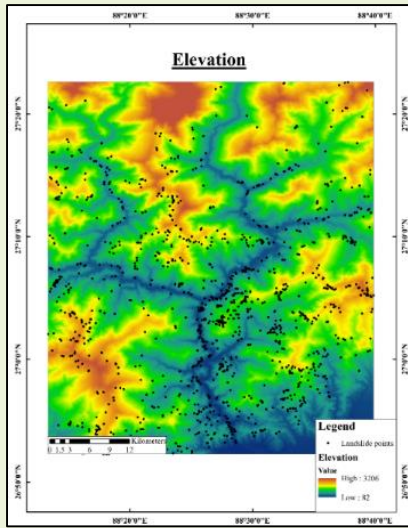 88°20'0"E 88°30'0"E 88°40'0"E
Elevation
27°20'0"N 27°20'0"N
27°10'0"N 27°10'0"N
27°0'0"N 27°0'0"N
Legend
Landslide points
Elevation
Value
High : 3206
Low : 82
Kilometers
0 1.5 3 6 9 12
26°50'0"N 26°50'0"N
88°20'0"E 88°30'0"E 88°40'0"E